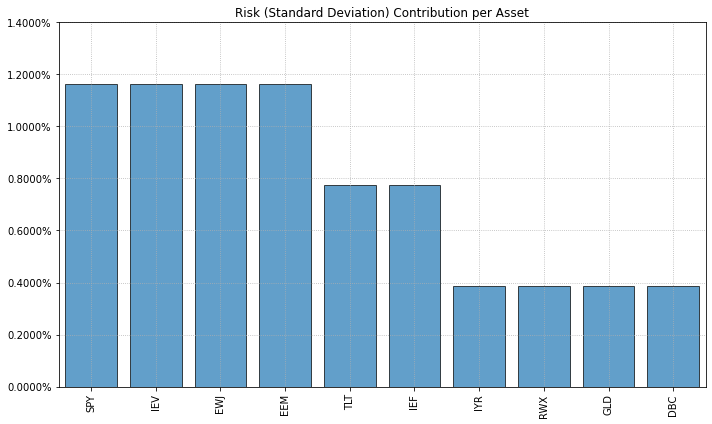 Risk (Standard Deviation) Contribution per Asset
1.4000%
1.2000%
1.0000%
0.8000%
0.6000%
0.4000%
0.2000%
0.0000%
SPY
IEV
EWJ
EEM
TLT
IEF
IYR
RWX
GLD
DBC